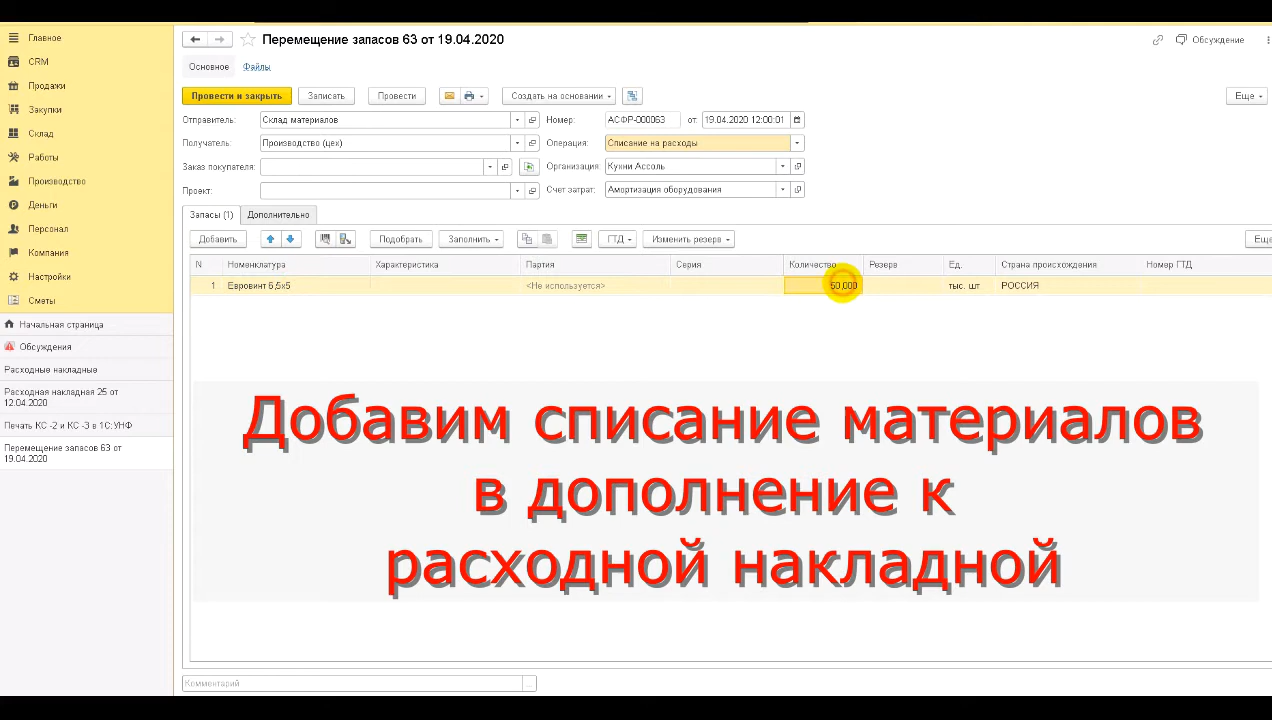 Главное
CRM
Продажи
Закупки
Склад
Работы
Производство
Деньги
Персонал
Компания
Настройки
Сметы
Начальная страница
Обсуждения
Расходные накладные
Расходная накладная 25 от
12.04.2020
Печать КС -2 и КС -3 в 1С:УНФ
Перемещение запасов 63 от
19.04.2020
Перемещение запасов 63 от 19.04.2020
Обсуждение
Основное Файлы
Провести и закрыть Записать Провести Создать на основании Еще
Отправитель: Склад материалов Номер: АСФР-000063 от: 19.04.2020 12:00:01
Получатель: Производство (цех) Операция: Списание на расходы
Заказ покупателя: Организация: Кухни Ассоль
Проект: Счет затрат: Амортизация оборудования
Запасы (1) Дополнительно
Добавить Подобрать Заполнить ГТД Изменить резерв Еще
N Номенклатура Характеристика Партия Серия Количество Резерв Ед. Страна происхождения Номер ГТД
1 Евровинт 6,5х5 <Не используется> 50,000 тыс. шт РОССИЯ
Добавим списание материалов
в дополнение к
расходной накладной
Комментарий